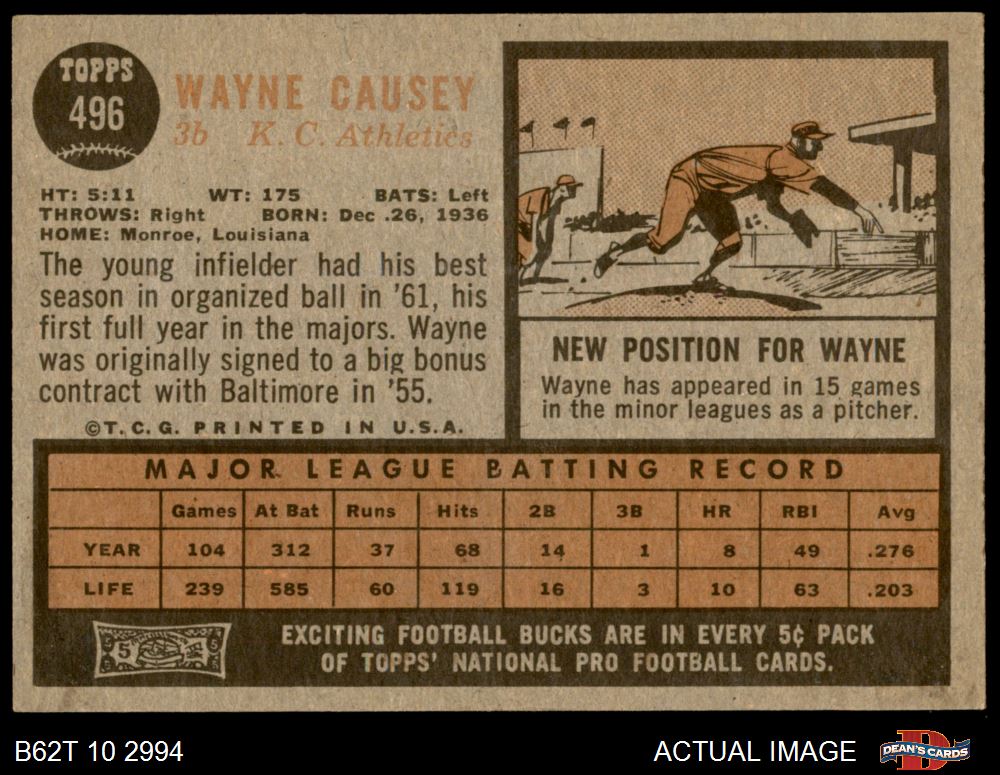 TOPPS
496
WAYNE CAUSEY
3b K. C. Athletics
HT: 5:11 WT: 175 BATS: Left
THROWS: Right BORN: Dec .26, 1936
HOME: Monroe, Louisiana
The young infielder had his best
season in organized ball in '61, his
first full year in the majors. Wayne
was originally signed to a big bonus
contract with Baltimore in '55.
©T. C. G. PRINTED IN U.S.A.
NEW POSITION FOR WAYNE
Wayne has appeared in 15 games
in the minor leagues as a pitcher.
MAJOR LEAGUE BATTING RECORD
Games At Bat Runs Hits 2B 3B HR RBI Avg
YEAR 104 312 37 68 14 1 8 49 .276
LIFE 239 585 60 119 16 3 10 63 .203
5 5
EXCITING FOOTBALL BUCKS ARE IN EVERY 5¢ PACK
OF TOPPS' NATIONAL PRO FOOTBALL CARDS.
B62T 10 2994 ACTUAL IMAGE DEAN'S CARDS